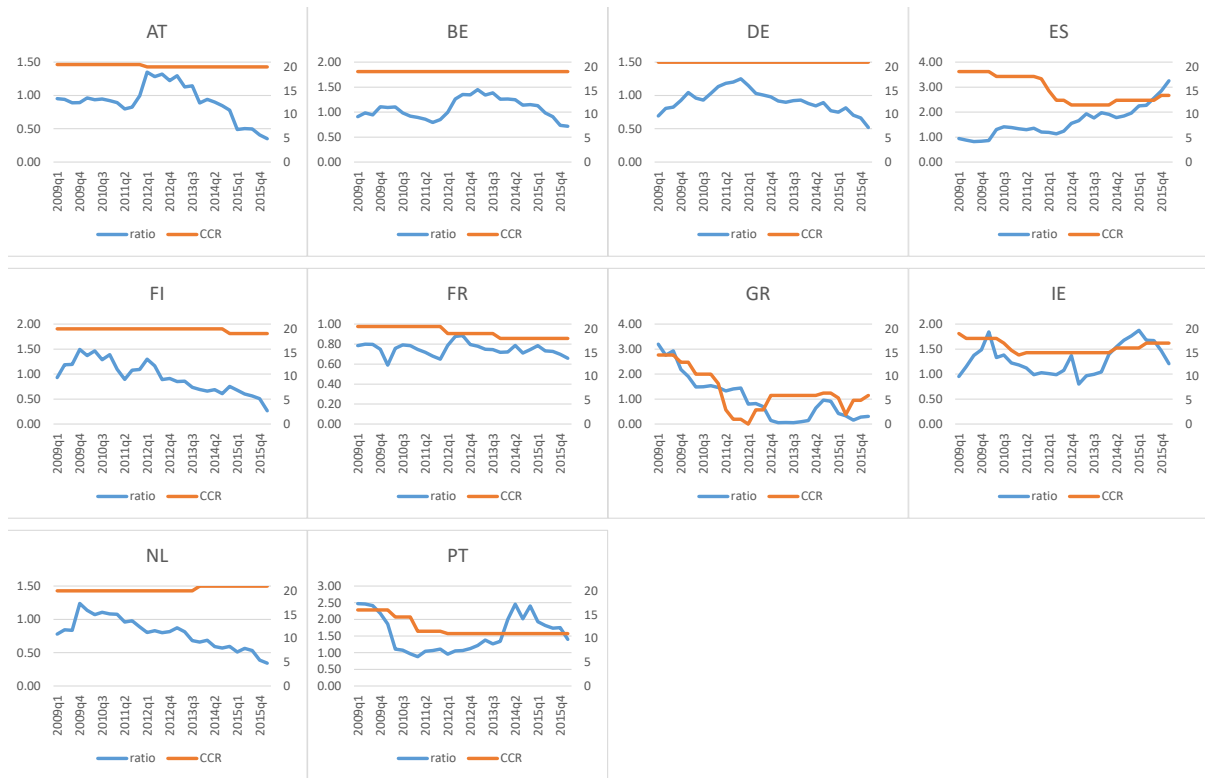 AT
1.50
1.00
0.50
0.00
20
15
10
5
0
2009q1
2009q4
2010q3
2011q2
2012q1
2012q4
2013q3
2014q2
2015q1
2015q4
ratio
CCR
BE
2.00
1.50
1.00
0.50
0.00
20
15
10
5
0
2009q1
2009q4
2010q3
2011q2
2012q1
2012q4
2013q3
2014q2
2015q1
2015q4
ratio
CCR
DE
1.50
1.00
0.50
0.00
20
15
10
5
0
2009q1
2009q4
2010q3
2011q2
2012q1
2012q4
2013q3
2014q2
2015q1
2015q4
ratio
CCR
ES
4.00
3.00
2.00
1.00
0.00
20
15
10
5
0
2009q1
2009q4
2010q3
2011q2
2012q1
2012q4
2013q3
2014q2
2015q1
2015q4
ratio
CCR
FI
2.00
1.50
1.00
0.50
0.00
20
15
10
5
0
2009q1
2009q4
2010q3
2011q2
2012q1
2012q4
2013q3
2014q2
2015q1
2015q4
ratio
CCR
FR
1.00
0.80
0.60
0.40
0.20
0.00
20
15
10
5
0
2009q1
2009q4
2010q3
2011q2
2012q1
2012q4
2013q3
2014q2
2015q1
2015q4
ratio
CCR
GR
4.00
3.00
2.00
1.00
0.00
20
15
10
5
0
2009q1
2009q4
2010q3
2011q2
2012q1
2012q4
2013q3
2014q2
2015q1
2015q4
ratio
CCR
IE
2.00
1.50
1.00
0.50
0.00
20
15
10
5
0
2009q1
2009q4
2010q3
2011q2
2012q1
2012q4
2013q3
2014q2
2015q1
2015q4
ratio
CCR
NL
1.50
1.00
0.50
0.00
20
15
10
5
0
2009q1
2009q4
2010q3
2011q2
2012q1
2012q4
2013q3
2014q2
2015q1
2015q4
ratio
CCR
PT
3.00
2.50
2.00
1.50
1.00
0.50
0.00
20
15
10
5
0
2009q1
2009q4
2010q3
2011q2
2012q1
2012q4
2013q3
2014q2
2015q1
2015q4
ratio
CCR